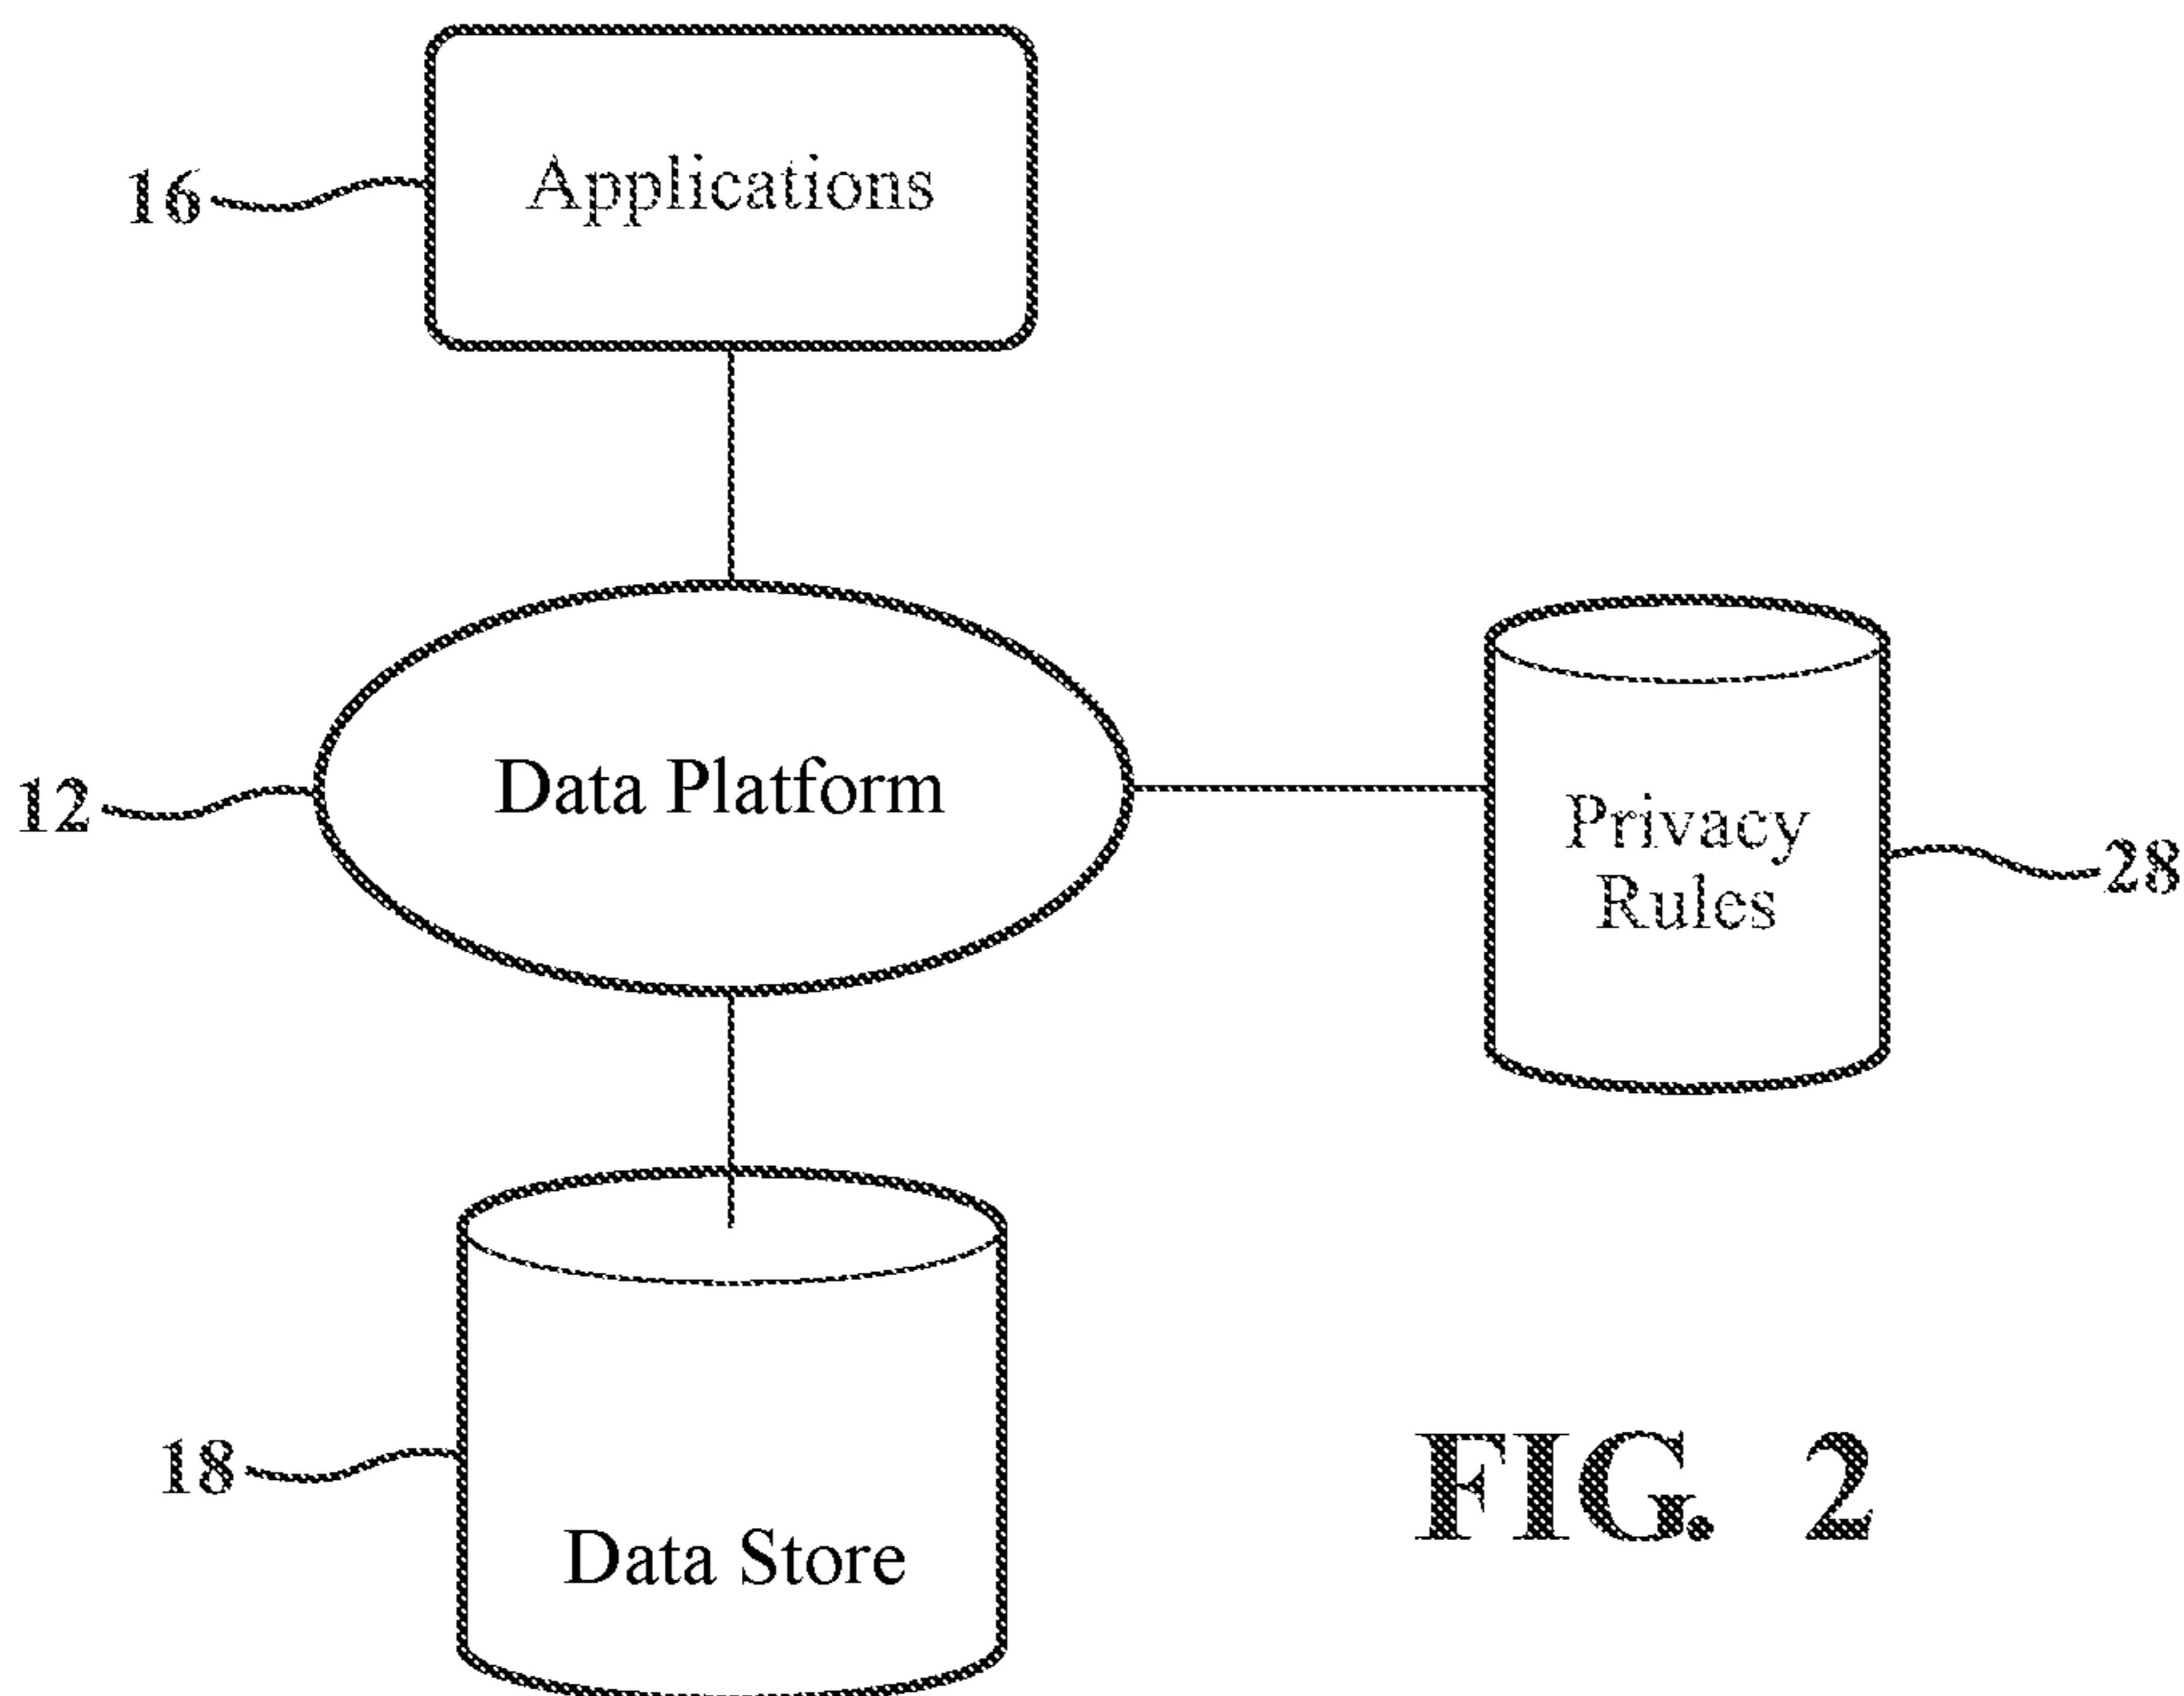 Applications
16
Data Platform
12
Privacy
Rules
28
18
Data Store
FIG. 2